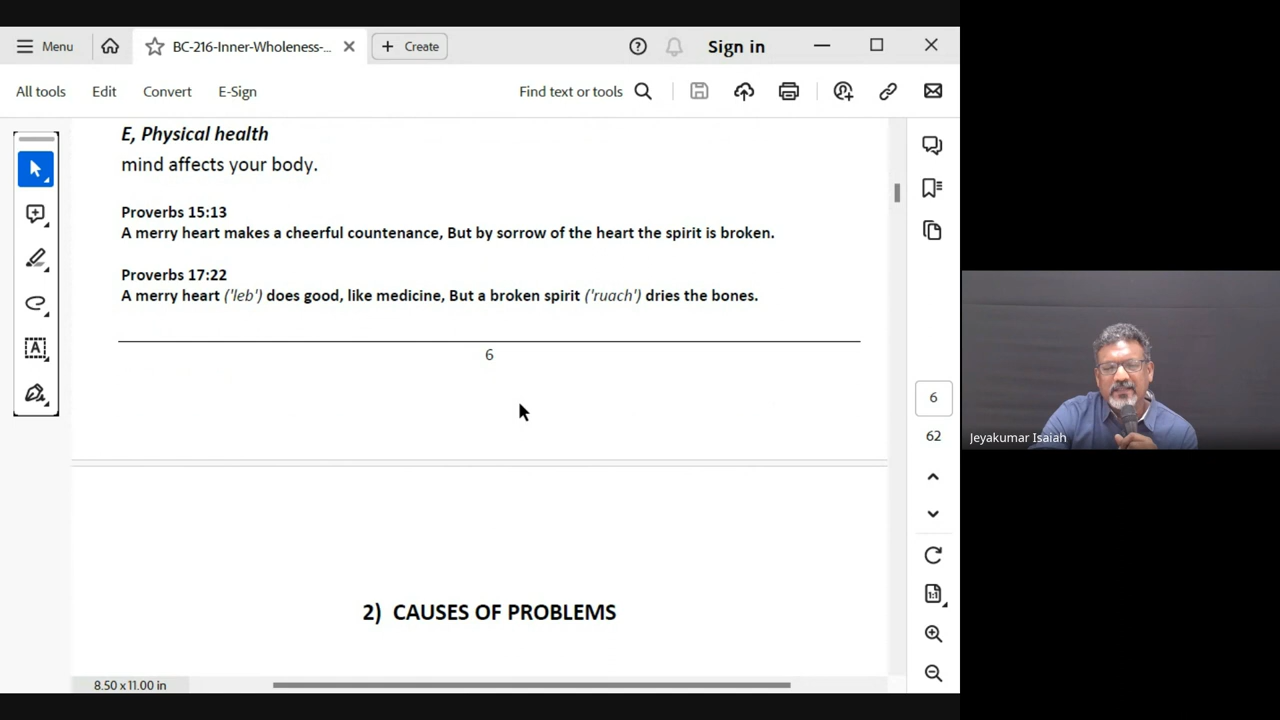 Menu
BC-216-Inner-Wholeness-...
Create
Sign in
All tools
Edit
Convert
E-Sign
Find text or tools
E, Physical health
mind affects your body.
Proverbs 15:13
A merry heart makes a cheerful countenance, But by sorrow of the heart the spirit is broken.
Proverbs 17:22
A merry heart ('leb') does good, like medicine, But a broken spirit ('ruach') dries the bones.
6
2) CAUSES OF PROBLEMS
8.50 x 11.00 in
6
62
1:1
Jeyakumar Isaiah